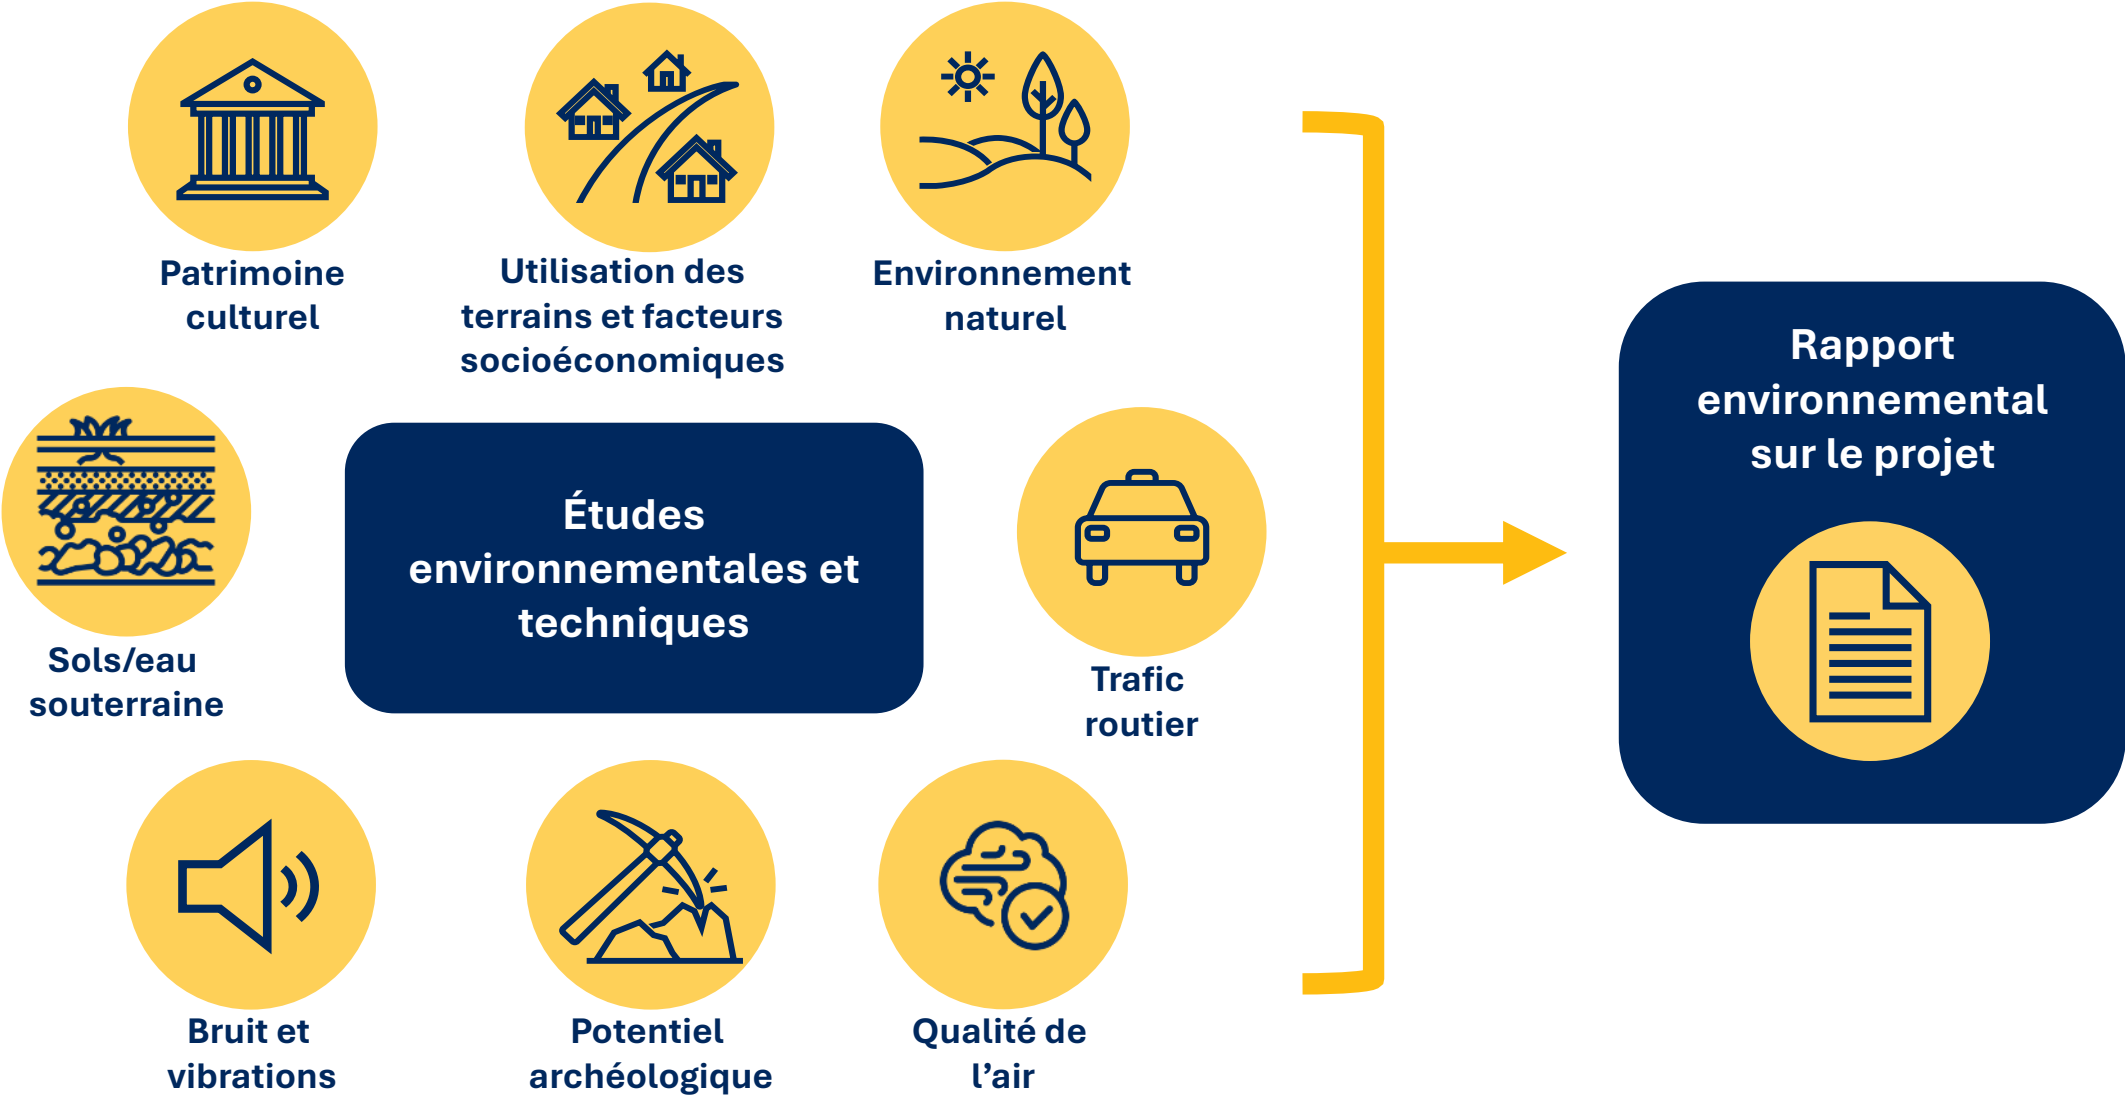 Patrimoine
culturel
Utilisation des
terrains et facteurs
socioéconomiques
Environnement
naturel
Sols/eau
souterraine
Études
environnementales et
techniques
Trafic
routier
Bruit et
vibrations
Potentiel
archéologique
Qualité de
l’air
Rapport
environnemental
sur le projet